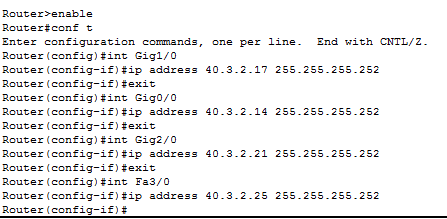 Router>enable
Router#conf t
Enter configuration commands, one per line.  End with CNTL/Z.
Router(config)#int Gig1/0
Router(config-if)#ip address 40.3.2.17 255.255.255.252
Router(config-if)#exit
Router(config)#int Gig0/0
Router(config-if)#ip address 40.3.2.14 255.255.255.252
Router(config-if)#exit
Router(config)#int Gig2/0
Router(config-if)#ip address 40.3.2.21 255.255.255.252
Router(config-if)#exit
Router(config)#int Fa3/0
Router(config-if)#ip address 40.3.2.25 255.255.255.252
Router(config-if)#